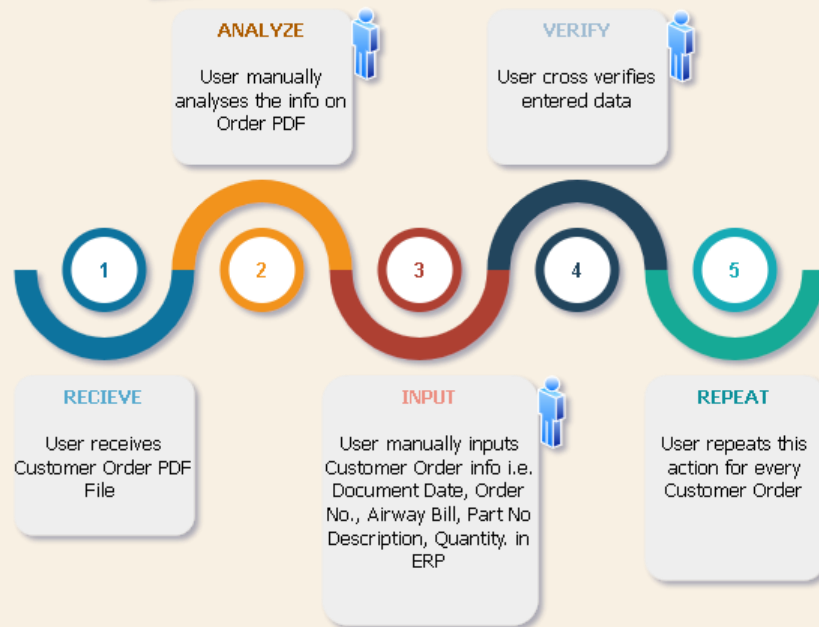 ANALYZE
User manually
analyses the info on
Order PDF
VERIFY
User cross verifies
entered data
1
2
3
4
5
RECIEVE
User receives
Customer Order PDF
File
INPUT
User manually inputs
Customer Order info i.e.
Document Date, Order
No., Airway Bill, Part No
Description, Quantity. in
ERP
REPEAT
User repeats this
action for every
Customer Order